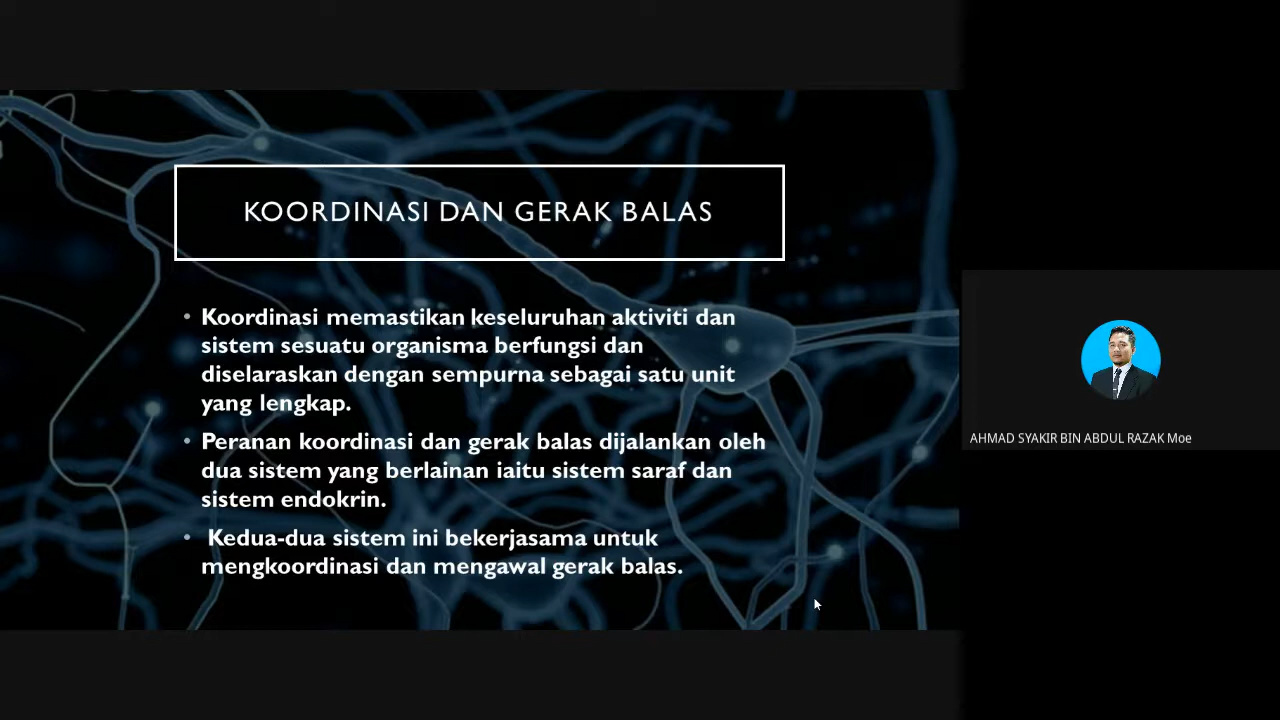 KOORDINASI DAN GERAK BALAS
• Koordinasi memastikan keseluruhan aktiviti dan
sistem sesuatu organisma berfungsi dan
diselaraskan dengan sempurna sebagai satu unit
yang lengkap.
• Peranan koordinasi dan gerak balas dijalankan oleh
dua sistem yang berlainan iaitu sistem saraf dan
sistem endokrin.
• Kedua-dua sistem ini bekerjasama untuk
mengkoordinasi dan mengawal gerak balas.
AHMAD SYAKIR BIN ABDUL RAZAK Moe